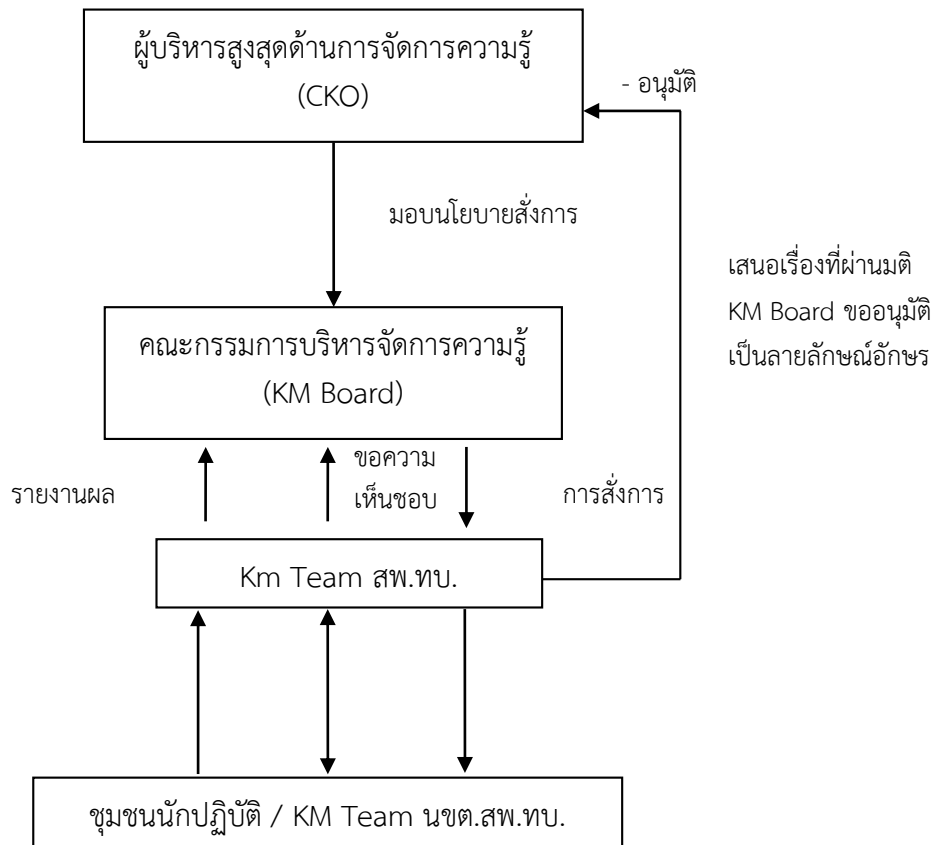 ผู้บริหารสูงสุดด้านการจัดการความรู้
(CKO)
- อนุมัติ
มอบนโยบายสั่งการ
เสนอเรื่องที่ผ่านมติ
KM Board ขออนุมัติ
เป็นลายลักษณ์อักษร
คณะกรรมการบริหารจัดการความรู้
(KM Board)
รายงานผล
ขอความ
เห็นชอบ
การสั่งการ
Km Team สพ.ทบ.
ชุมชนนักปฏิบัติ / KM Team นขต.สพ.ทบ.